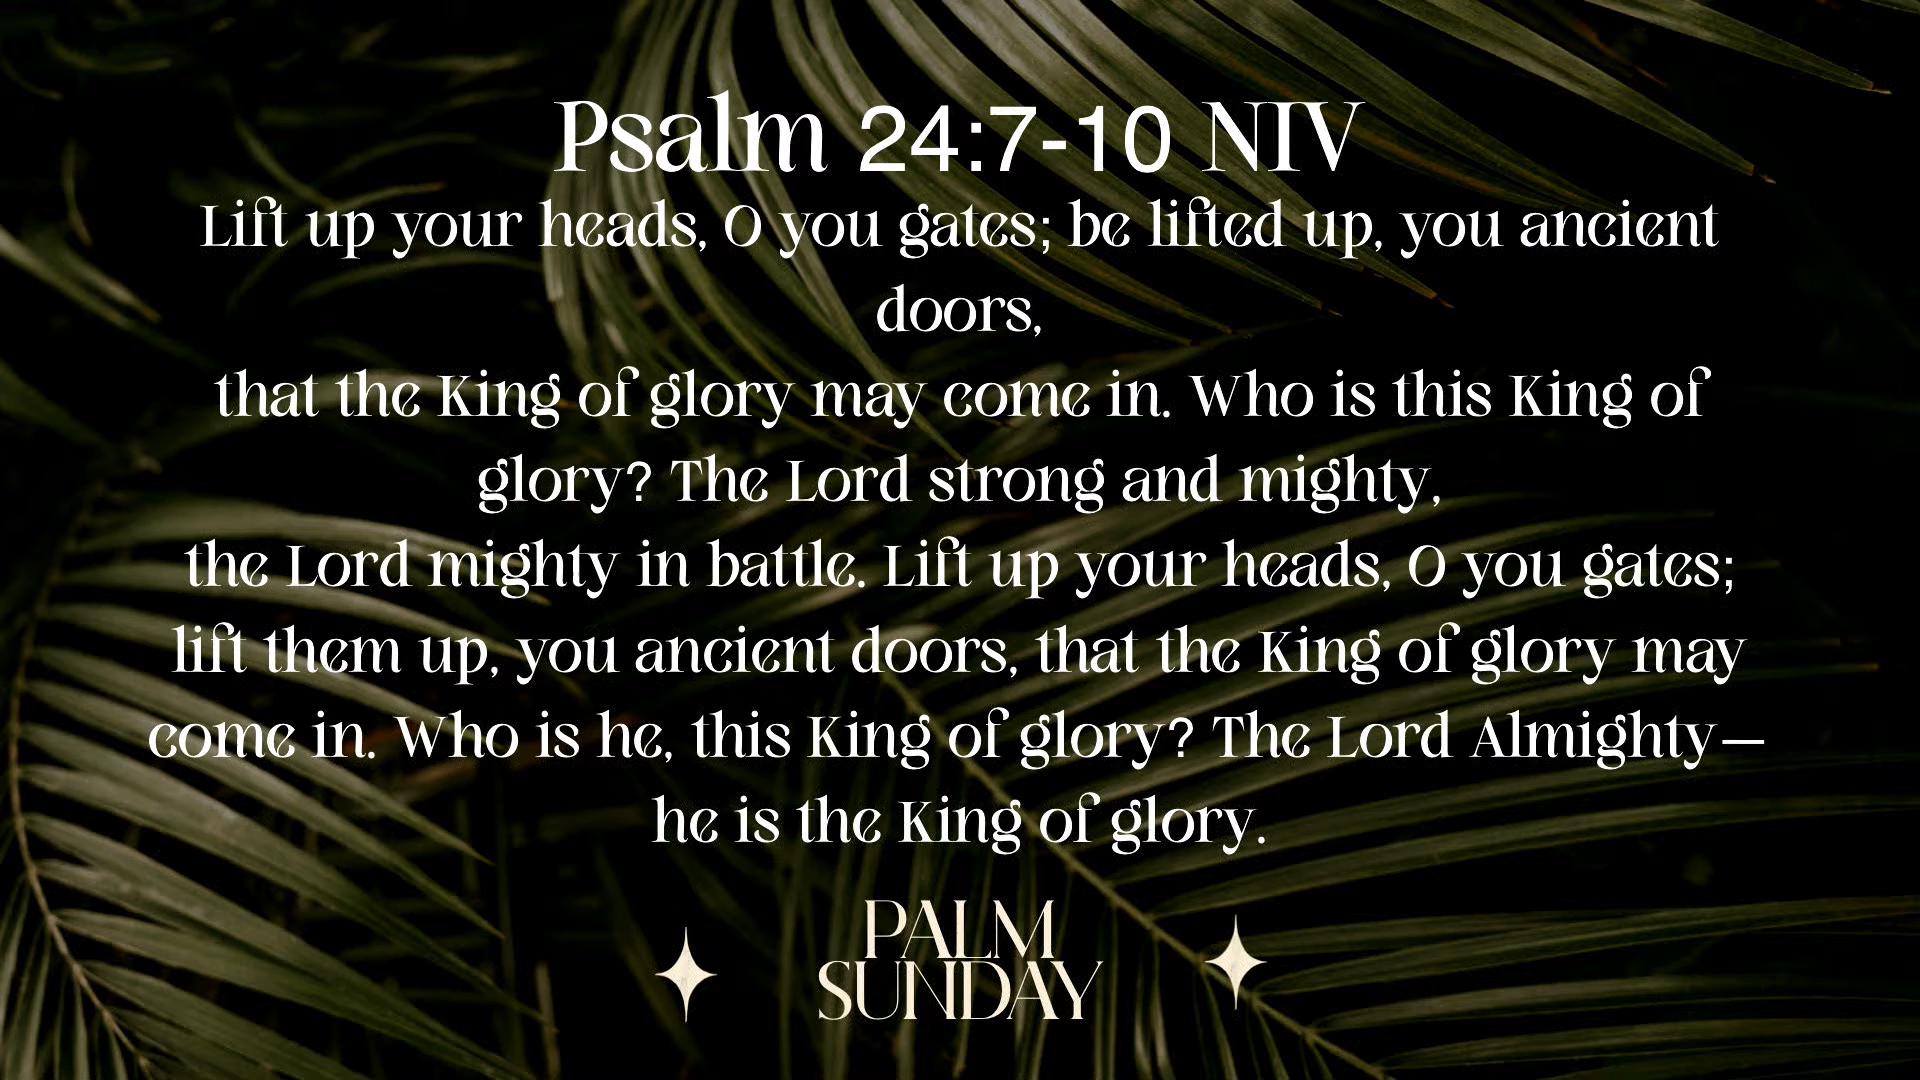 Psalm 24:7-10 NIV
Lift up your heads, O you gates; be lifted up, you ancient
doors,
that the King of glory may come in. Who is this King of
glory? The Lord strong and mighty,
the Lord mighty in battle. Lift up your heads, O you gates;
lift them up, you ancient doors, that the King of glory may
come in. Who is he, this King of glory? The Lord Almighty—
he is the King of glory.
PALM
SUNDAY